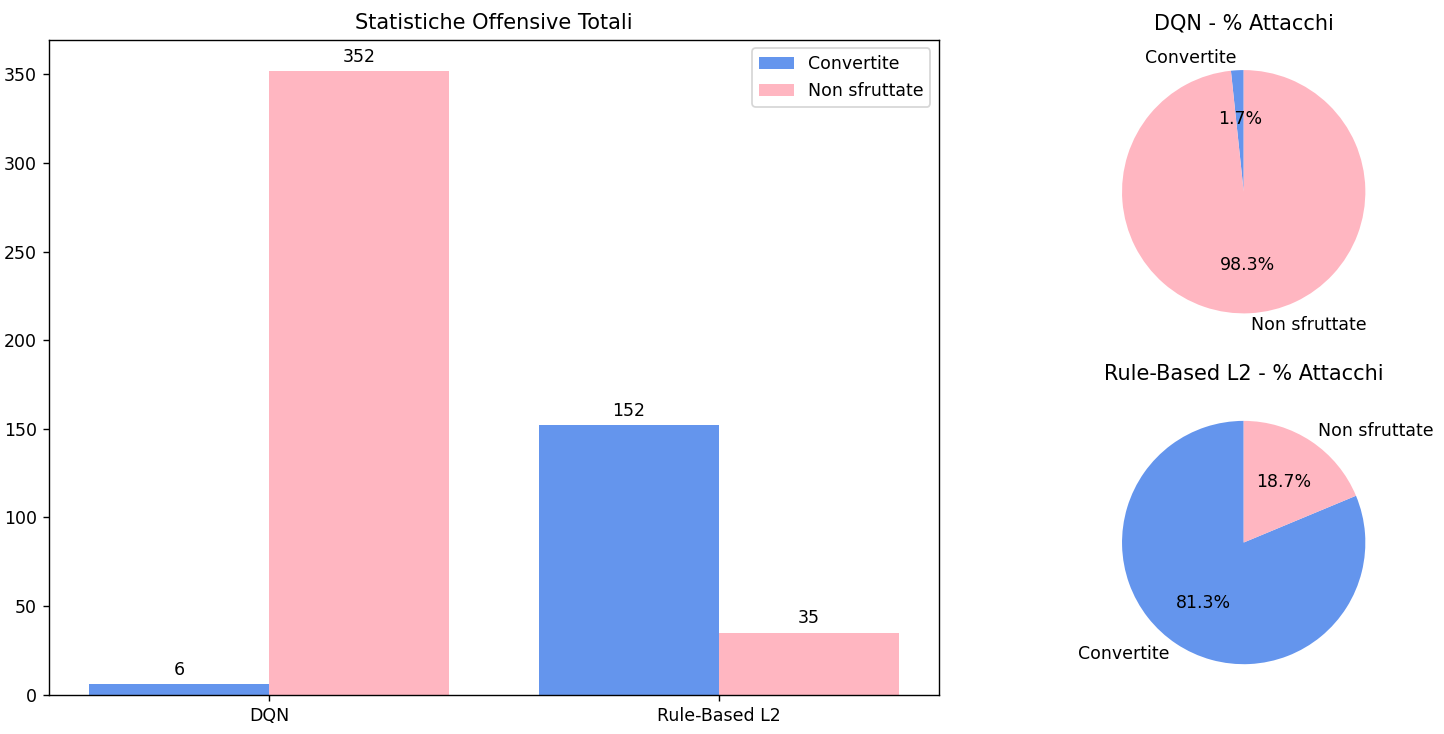 Statistiche Offensive Totali
Convertite
Non sfruttate
350
300
250
200
150
100
50
0
352
6
152
35
DQN
Rule-Based L2
DQN - % Attacchi
Convertite
1.7%
98.3%
Non sfruttate
Rule-Based L2 - % Attacchi
Non sfruttate
18.7%
81.3%
Convertite